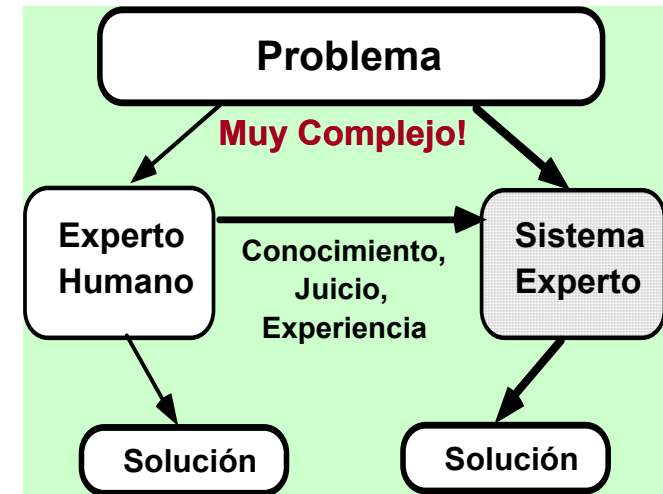 Problema
Muy Complejo!
Experto
Humano
Conocimiento,
Juicio,
Experiencia
Sistema
Experto
Solución
Solución